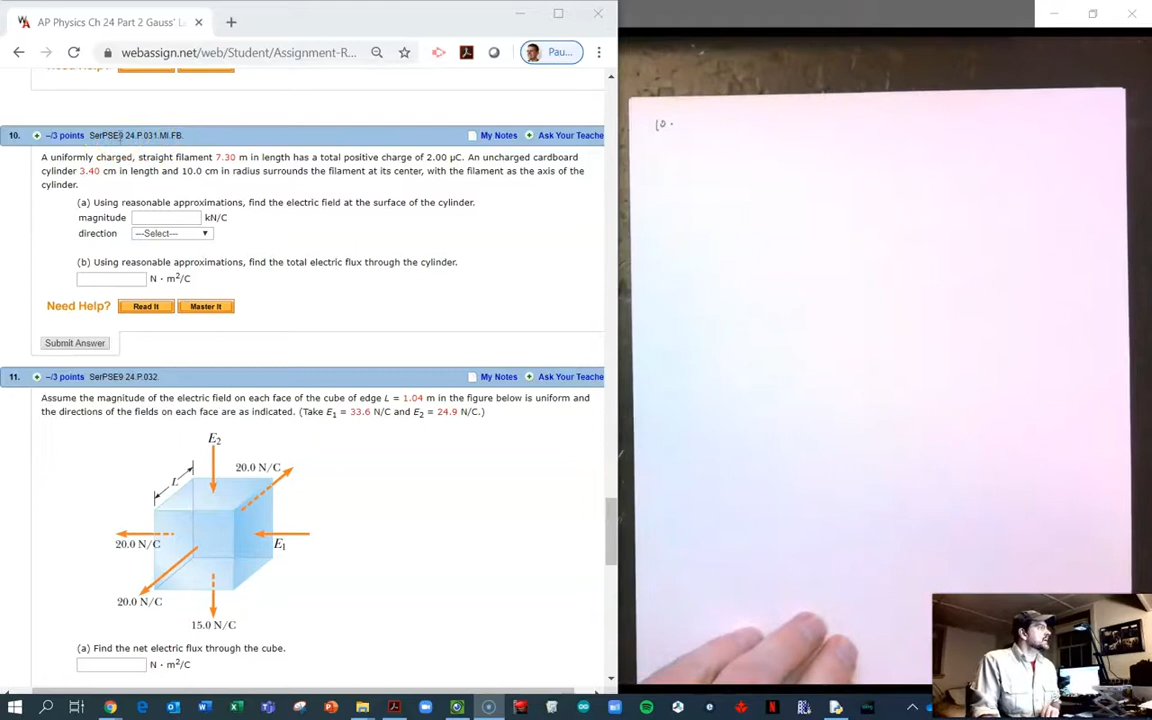 AP Physics Ch 24 Part 2 Gauss' La
webassign.net/web/Student/Assignment-R...
Pau...
10.
–/3 points SerPSE9 24.P.031.MI.FB.
My Notes
Ask Your Teache
A uniformly charged, straight filament 7.30 m in length has a total positive charge of 2.00 µC. An uncharged cardboard
cylinder 3.40 cm in length and 10.0 cm in radius surrounds the filament at its center, with the filament as the axis of the
cylinder.
(a) Using reasonable approximations, find the electric field at the surface of the cylinder.
magnitude kN/C
direction ---Select---
(b) Using reasonable approximations, find the total electric flux through the cylinder.
N · m²/C
Need Help? Read It Master It
Submit Answer
11.
–/3 points SerPSE9 24.P.032.
My Notes
Ask Your Teache
Assume the magnitude of the electric field on each face of the cube of edge L = 1.04 m in the figure below is uniform and
the directions of the fields on each face are as indicated. (Take E₁ = 33.6 N/C and E₂ = 24.9 N/C.)
E₂
20.0 N/C
L
20.0 N/C
E₁
20.0 N/C
15.0 N/C
(a) Find the net electric flux through the cube.
N · m²/C
10.